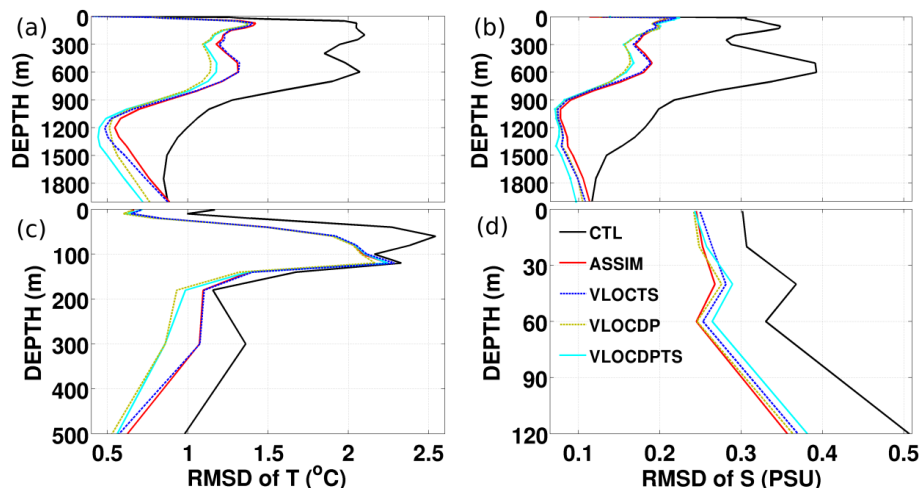 (a)
DEPTH (m)
0
300
600
900
1200
1500
1800
(b)
DEPTH (m)
0
300
600
900
1200
1500
1800
(c)
DEPTH (m)
0
100
200
300
400
500
0.5 1 1.5 2 2.5
RMSD of T (°C)
(d)
DEPTH (m)
0
30
60
90
120
CTL
ASSIM
VLOCTS
VLOCDP
VLOCDPTS
0.1 0.2 0.3 0.4 0.5
RMSD of S (PSU)